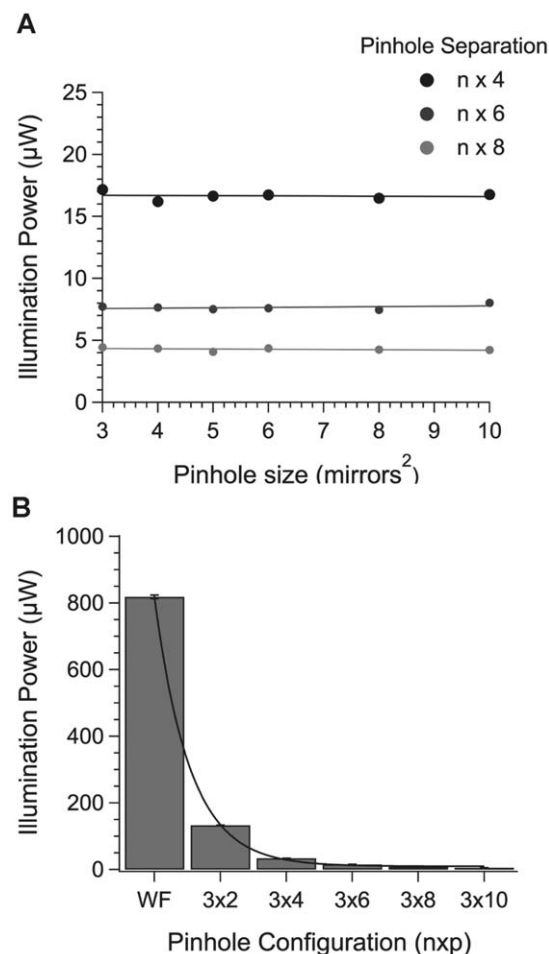 A
Pinhole Separation
n x 4
n x 6
n x 8
25
20
15
10
5
0
Illumination Power (µW)
3 4 5 6 7 8 9 10
Pinhole size (mirrors²)
B
1000
800
600
400
200
0
Illumination Power (µW)
WF 3x2 3x4 3x6 3x8 3x10
Pinhole Configuration (nxp)